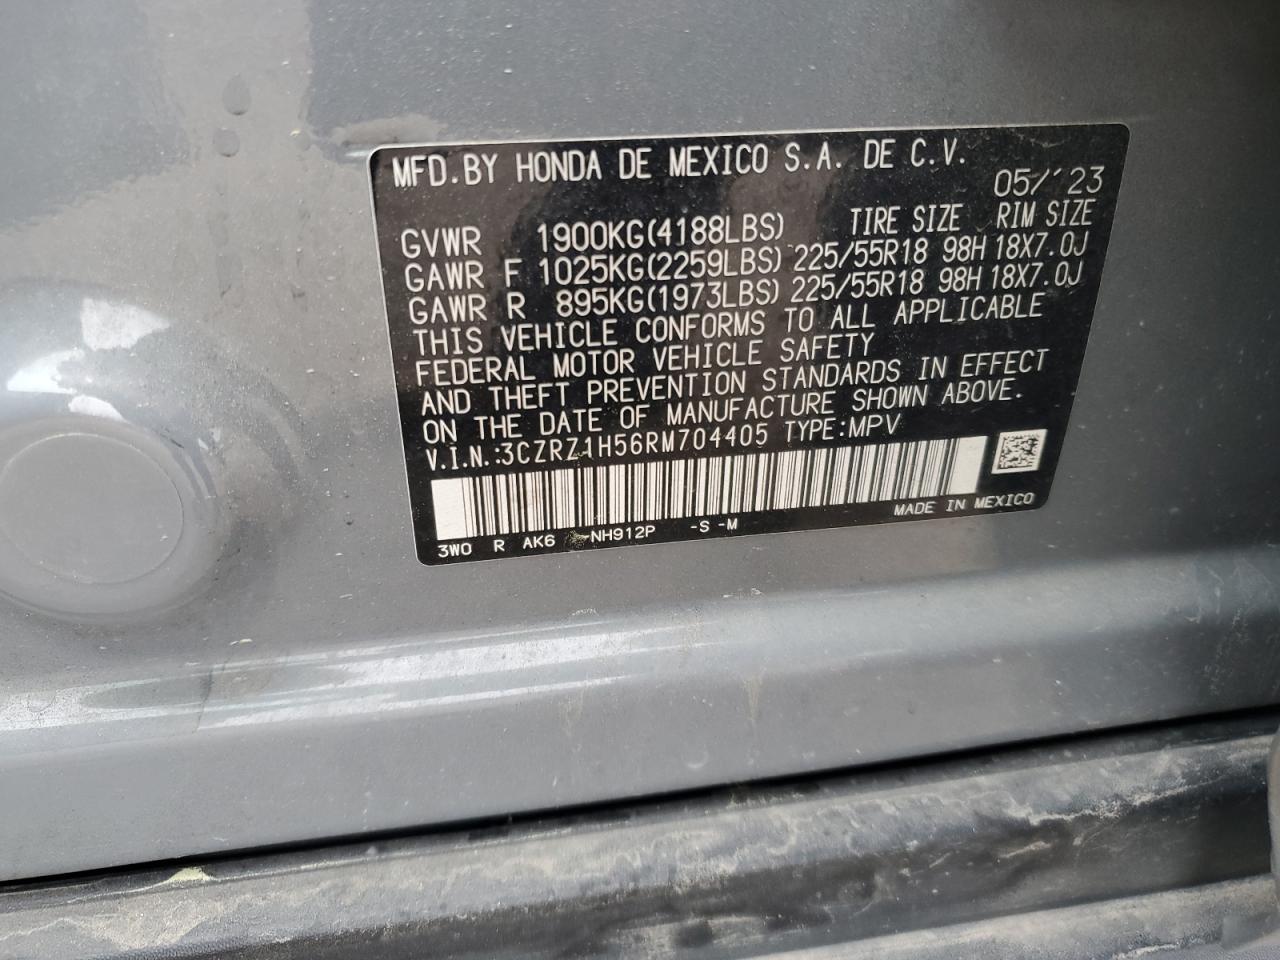 MFD.BY HONDA DE MEXICO S.A. DE C.V.
05/'23
GVWR 1900KG(4188LBS) TIRE SIZE RIM SIZE
GAWR F 1025KG(2259LBS) 225/55R18 98H 18X7.0J
GAWR R 895KG(1973LBS) 225/55R18 98H 18X7.0J
THIS VEHICLE CONFORMS TO ALL APPLICABLE
FEDERAL MOTOR VEHICLE SAFETY
AND THEFT PREVENTION STANDARDS IN EFFECT
ON THE DATE OF MANUFACTURE SHOWN ABOVE.
V.I.N.:3CZRZ1H56RM704405 TYPE:MPV
MADE IN MEXICO
3W0 R AK6 NH912P -S -M